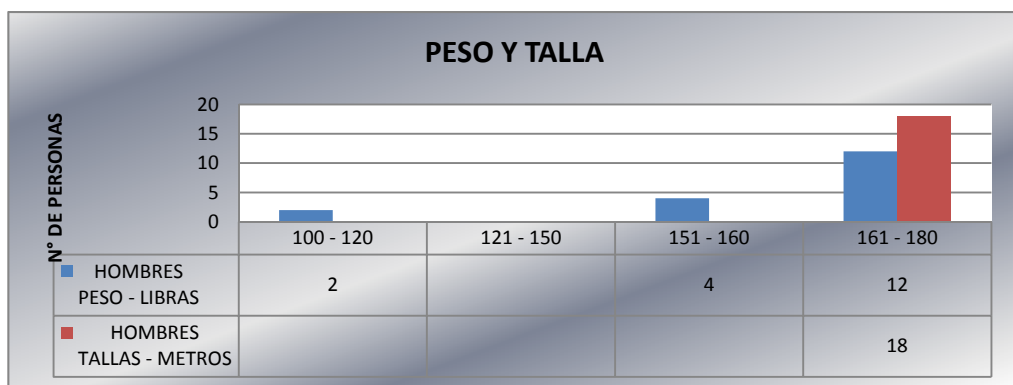 PESO Y TALLA
N° DE PERSONAS
20
15
10
5
0
100 - 120 121 - 150 151 - 160 161 - 180
HOMBRES
PESO - LIBRAS
2 4 12
HOMBRES
TALLAS - METROS
18